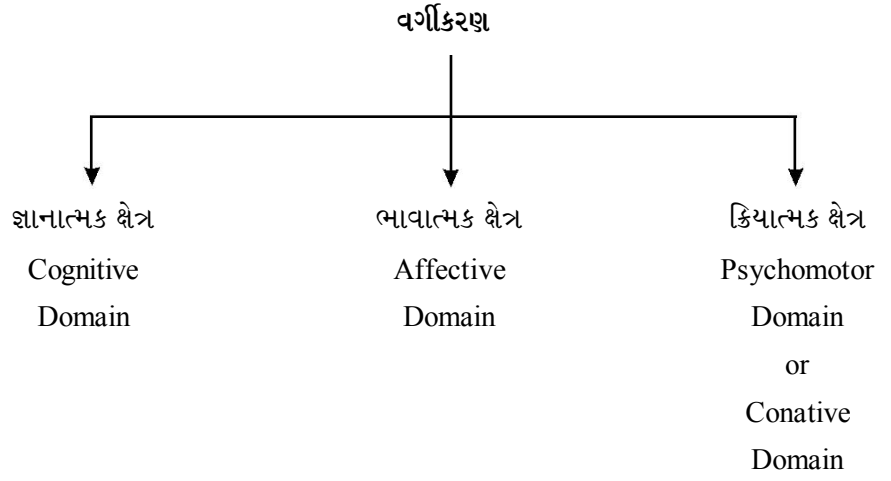 વર્ગીકરણ
જ્ઞાનાત્મક ક્ષેત્ર
Cognitive
Domain
ભાવાત્મક ક્ષેત્ર
Affective
Domain
ક્રિયાત્મક ક્ષેત્ર
Psychomotor
Domain
or
Conative
Domain